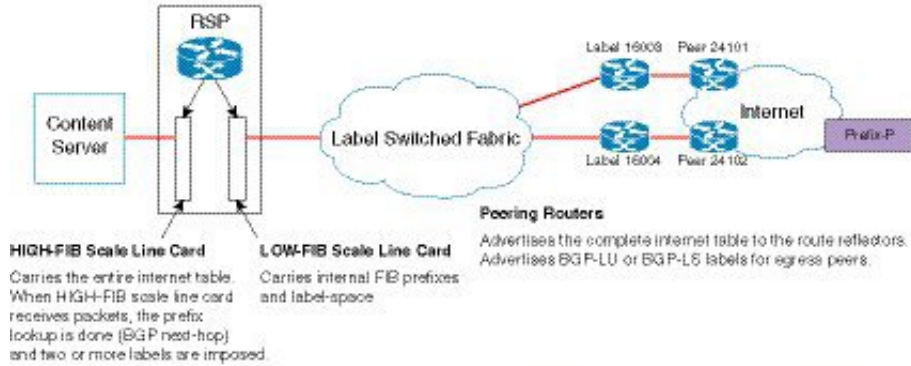 RSP
Content
Server
Label Switched Fabric
Label 16003
Peer 24101
Internet
Prefix-P
Label 16004
Peer 24102
HIGH-FIB Scale Line Card
Carries the entire internet table.
When HIGH-FIB scale line card
receives packets, the prefix
lookup is done (BGP next-hop)
and two or more labels are imposed.
LOW-FIB Scale Line Card
Carries internal FIB prefixes
and label-space
Peering Routers
Advertises the complete internet table to the route reflectors.
Advertises BGP-LU or BGP-LS labels for egress peers.